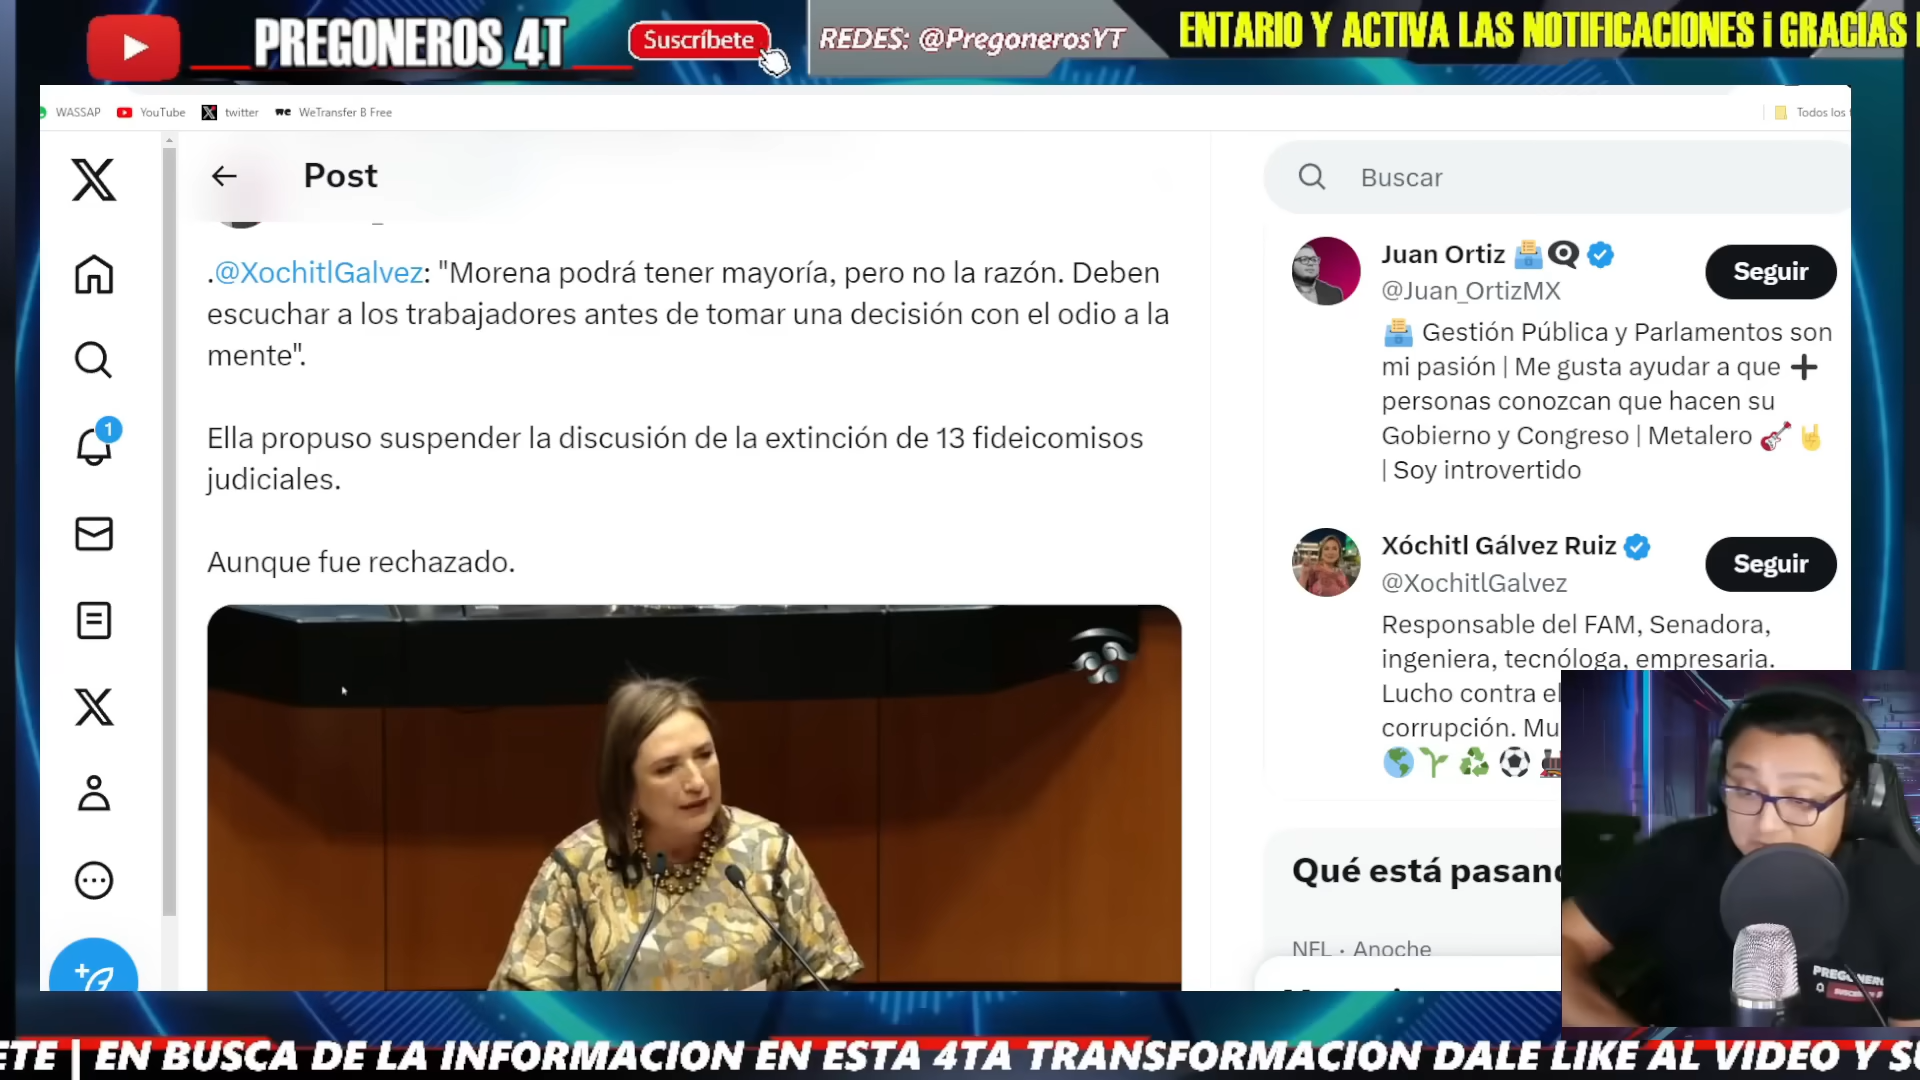 PREGONEROS 4T
Suscríbete
REDES: @PregonerosYT
ENTARIO Y ACTIVA LAS NOTIFICACIONES ¡ GRACIAS
WASSAP
YouTube
twitter
WeTransfer B Free
Todos los
Post
Buscar
.@XochitlGalvez: "Morena podrá tener mayoría, pero no la razón. Deben
escuchar a los trabajadores antes de tomar una decisión con el odio a la
mente".
Ella propuso suspender la discusión de la extinción de 13 fideicomisos
judiciales.
Aunque fue rechazado.
1
Juan Ortiz
@Juan_OrtizMX
Seguir
Gestión Pública y Parlamentos son
mi pasión | Me gusta ayudar a que
personas conozcan que hacen su
Gobierno y Congreso | Metalero
| Soy introvertido
Xóchitl Gálvez Ruiz
@XochitlGalvez
Seguir
Responsable del FAM, Senadora,
ingeniera, tecnóloga, empresaria.
Lucho contra el
corrupción. Mu
Qué está pasand
NFL · Anoche
PREGONERO
ETE | EN BUSCA DE LA INFORMACION EN ESTA 4TA TRANSFORMACION DALE LIKE AL VIDEO Y SU